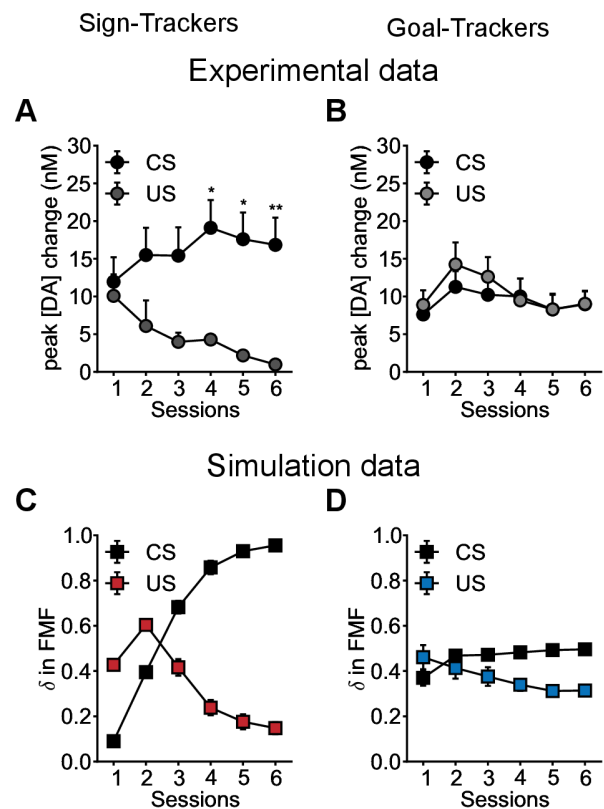 Sign-Trackers
Goal-Trackers
Experimental data
A
B
peak [DA] change (nM)
30
25
20
15
10
5
0
CS
US
*
*
**
1 2 3 4 5 6
Sessions
peak [DA] change (nM)
30
25
20
15
10
5
0
CS
US
1 2 3 4 5 6
Sessions
Simulation data
C
D
δ in FMF
1.0
0.8
0.6
0.4
0.2
0.0
CS
US
1 2 3 4 5 6
Sessions
δ in FMF
1.0
0.8
0.6
0.4
0.2
0.0
CS
US
1 2 3 4 5 6
Sessions